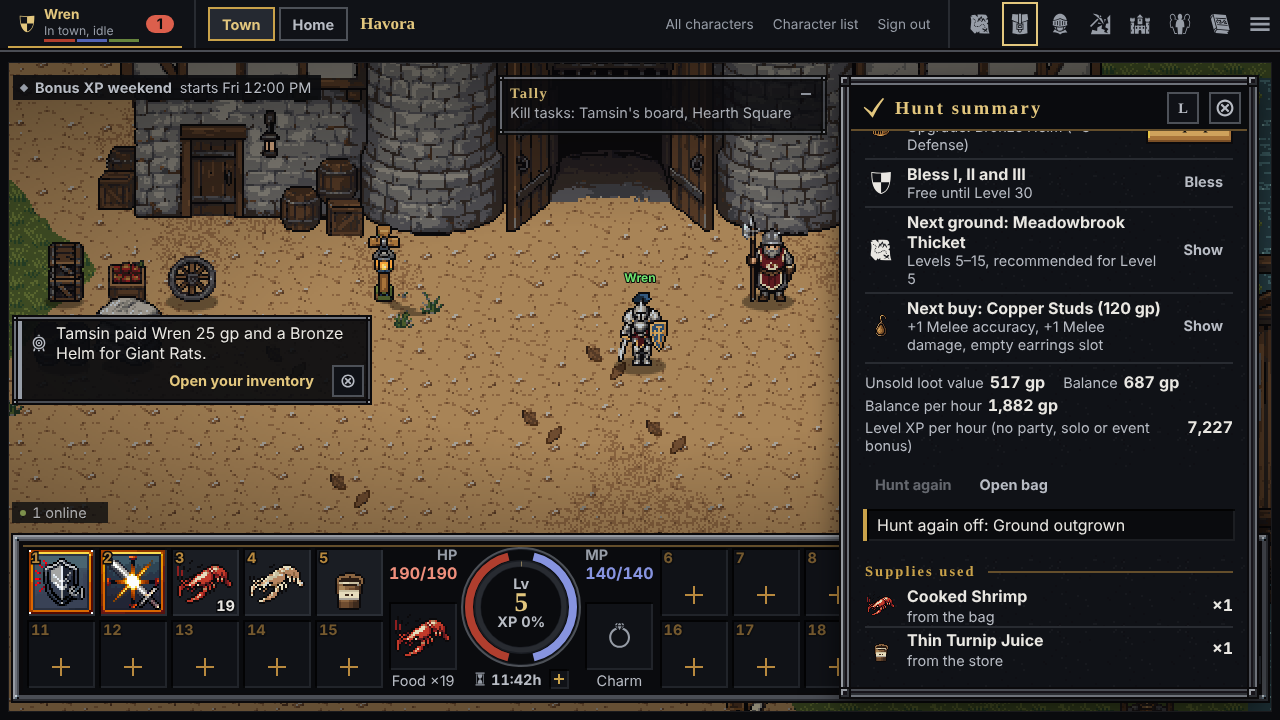 Wren
In town, idle
1
Town
Home
Havora
All characters
Character list
Sign out
Bonus XP weekend starts Fri 12:00 PM
Tally
Kill tasks: Tamsin's board, Hearth Square
Hunt summary
L
Defense)
Bless I, II and III
Free until Level 30
Bless
Next ground: Meadowbrook
Thicket
Levels 5–15, recommended for Level
5
Show
Next buy: Copper Studs (120 gp)
+1 Melee accuracy, +1 Melee
damage, empty earrings slot
Show
Unsold loot value 517 gp Balance 687 gp
Balance per hour 1,882 gp
Level XP per hour (no party, solo or event
bonus)
7,227
Hunt again
Open bag
Hunt again off: Ground outgrown
Supplies used
Cooked Shrimp
from the bag
×1
Thin Turnip Juice
from the store
×1
Wren
Tamsin paid Wren 25 gp and a Bronze
Helm for Giant Rats.
Open your inventory
1 online
1
2
3
19
4
5
HP
190/190
Lv
5
XP 0%
MP
140/140
6
7
8
11
12
13
14
15
Food ×19
11:42h
Charm
16
17
18